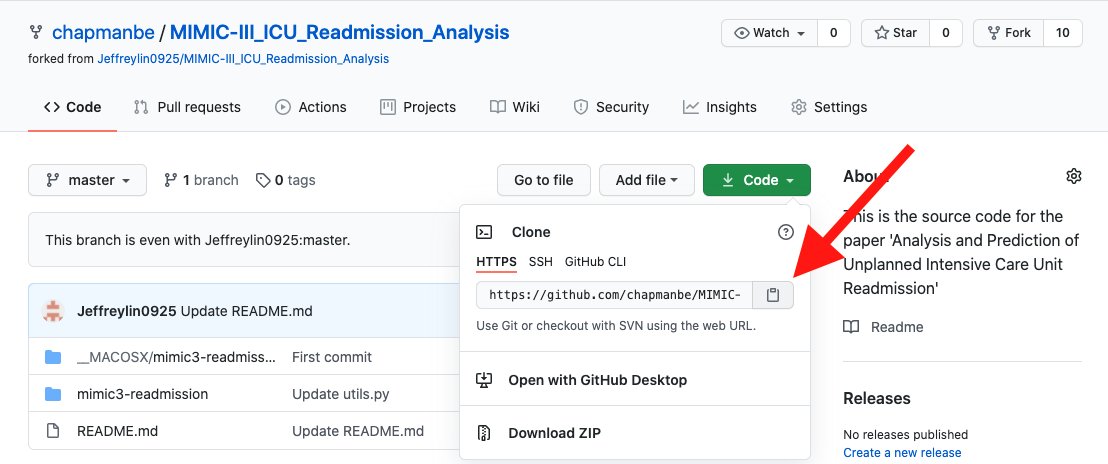 chapmanbe / MIMIC-III_ICU_Readmission_Analysis
Watch 0
Star 0
Fork 10
forked from Jeffreylin0925/MIMIC-III_ICU_Readmission_Analysis
Code Pull requests Actions Projects Wiki Security Insights Settings
master 1 branch 0 tags Go to file Add file Code
This branch is even with Jeffreylin0925:master.
Jeffreylin0925 Update README.md
__MACOSX/mimic3-readmiss... First commit
mimic3-readmission Update utils.py
README.md Update README.md
Clone
HTTPS SSH GitHub CLI
https://github.com/chapmanbe/MIMIC-
Use Git or checkout with SVN using the web URL.
Open with GitHub Desktop
Download ZIP
About
This is the source code for the
paper 'Analysis and Prediction of
Unplanned Intensive Care Unit
Readmission'
Readme
Releases
No releases published
Create a new release